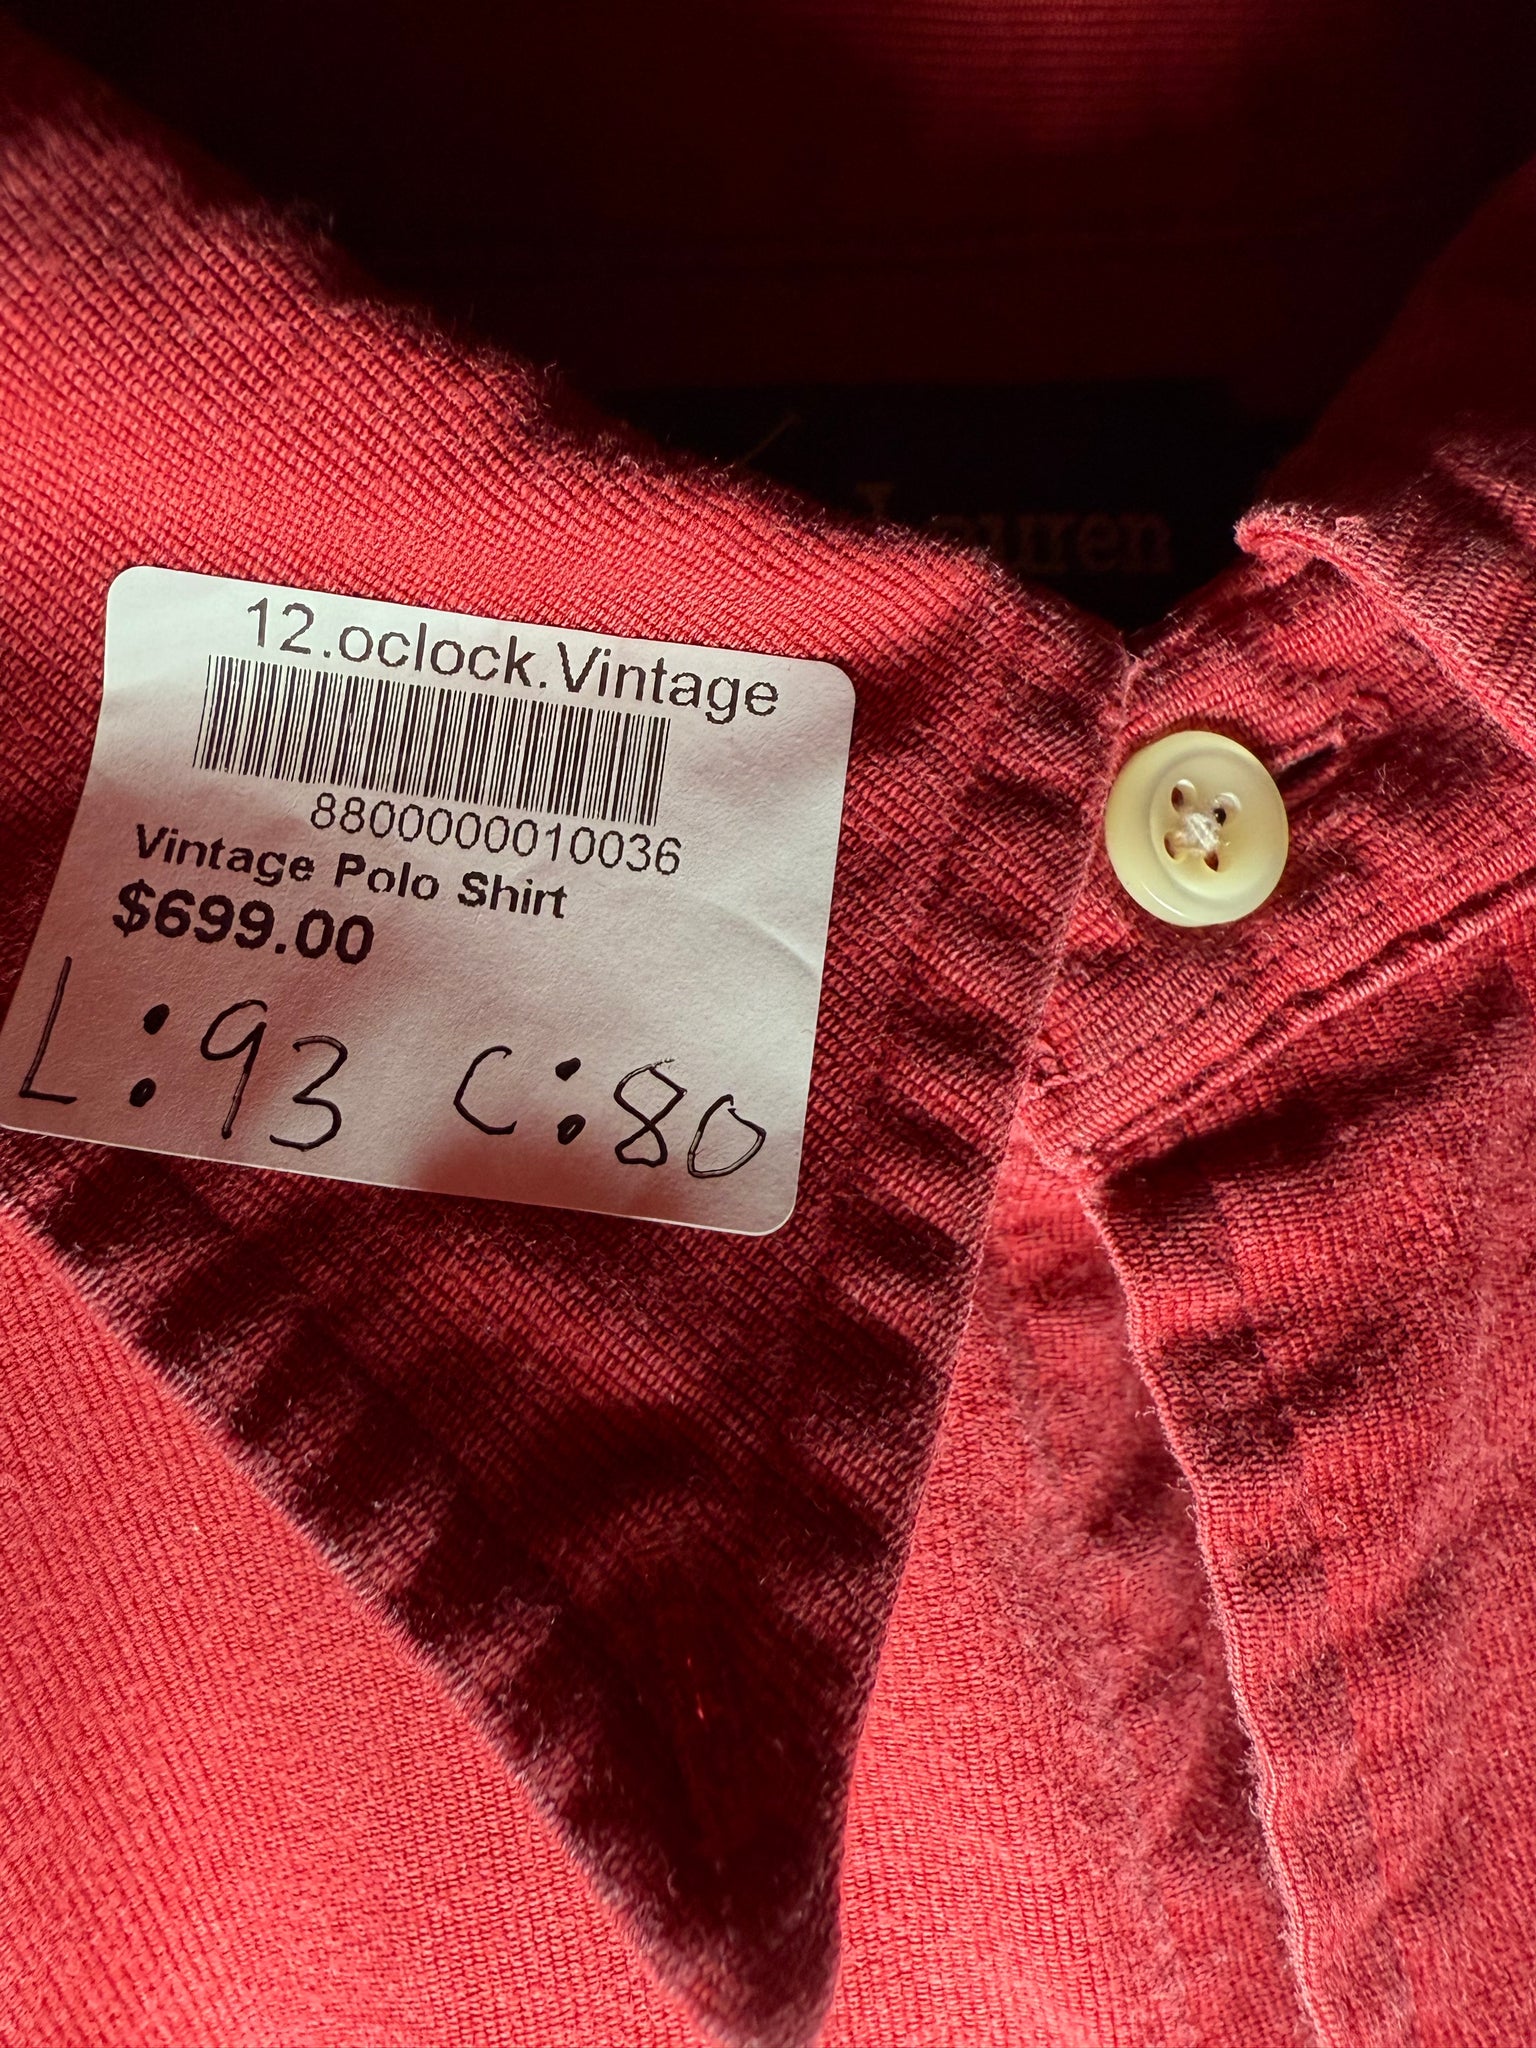 Lauren
12.oclock.Vintage
8800000010036
Vintage Polo Shirt
$699.00
L:93 C:80